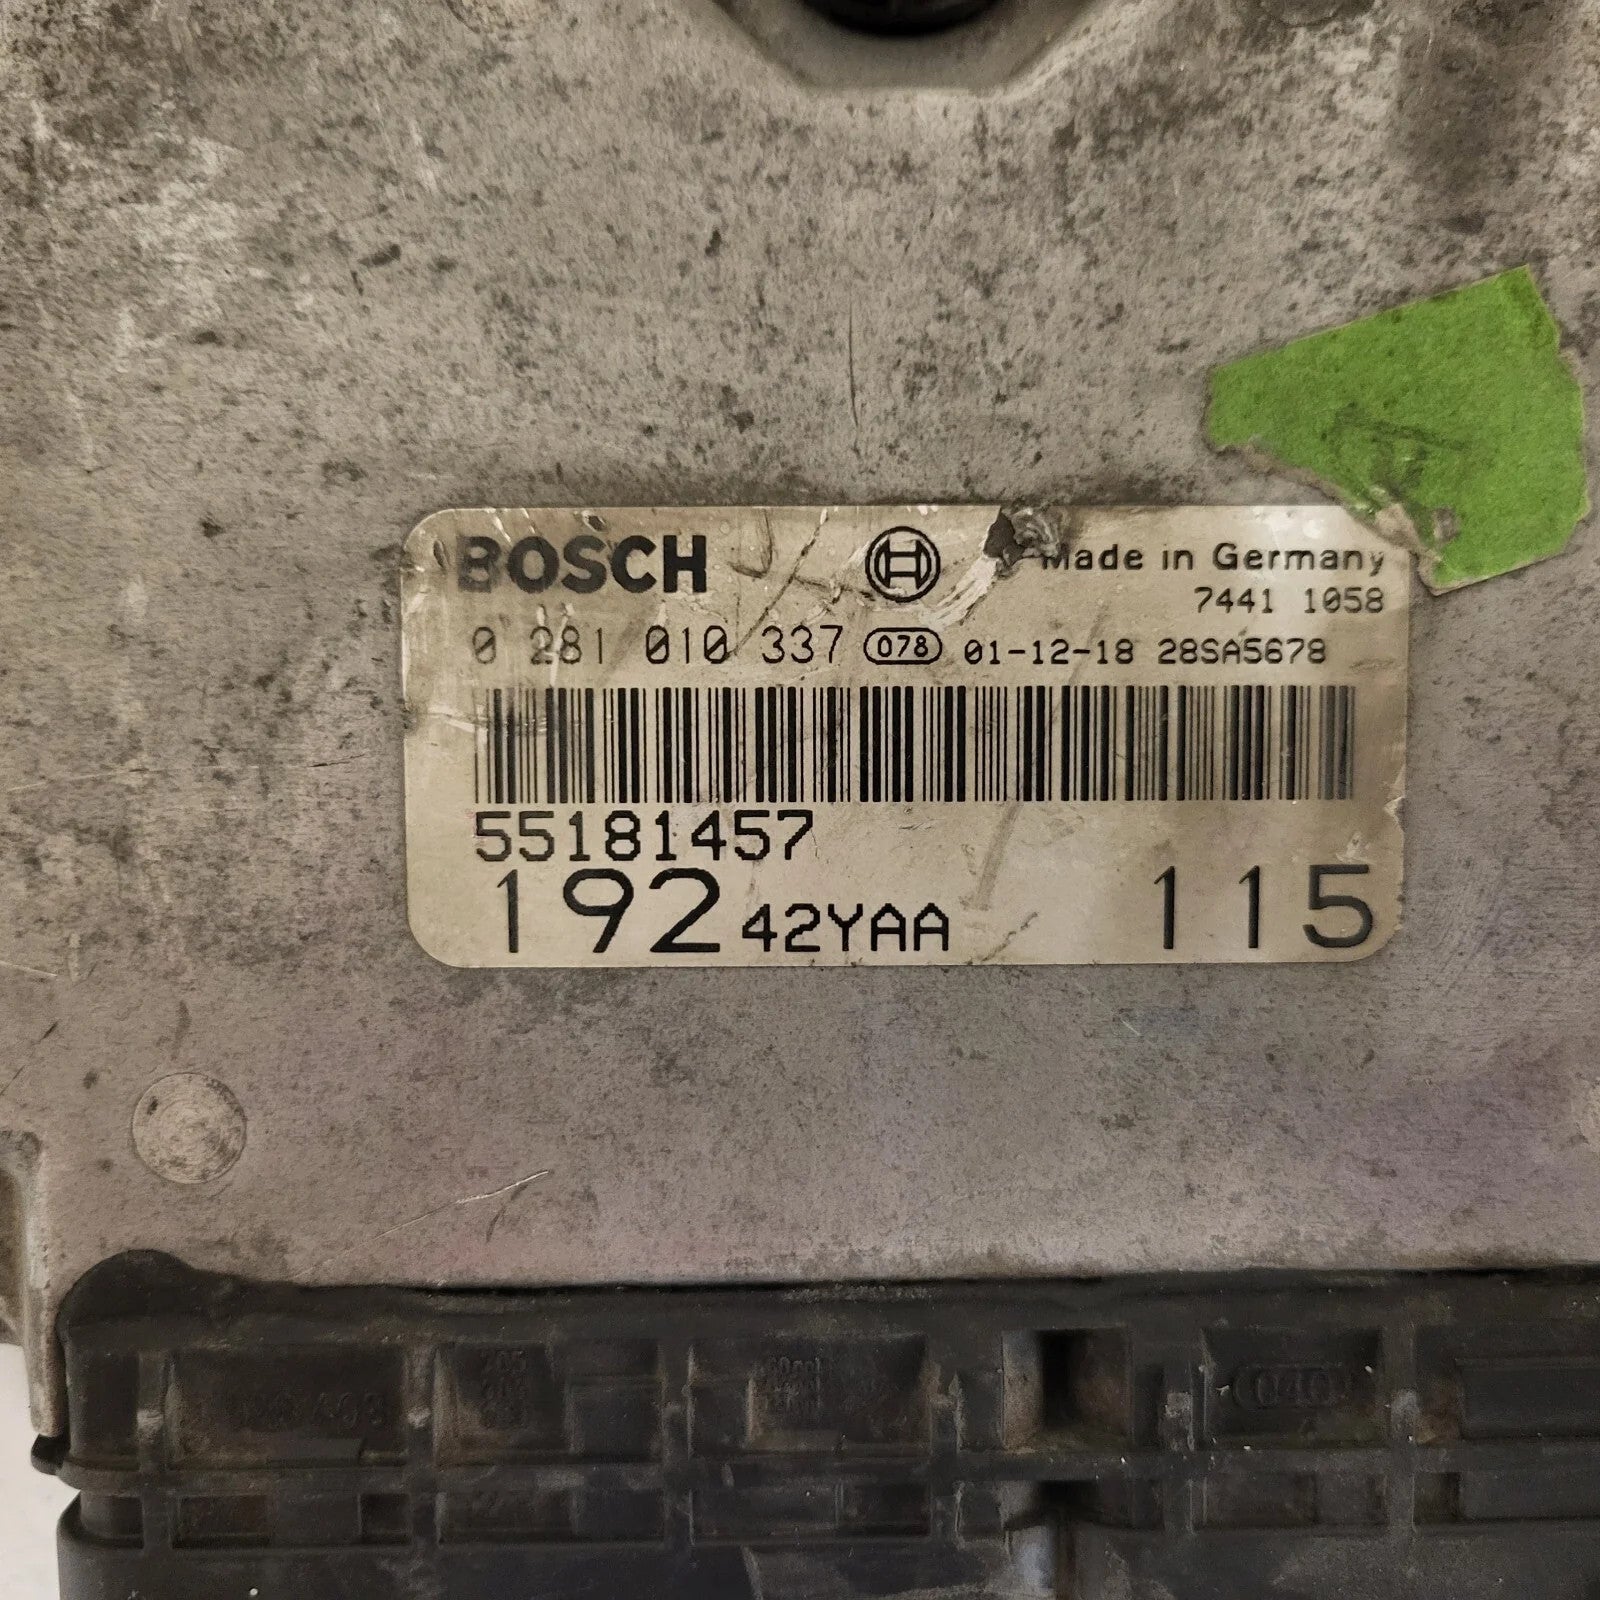 BOSCH Made in Germany
7441 1058
0 281 010 337 078 01-12-18 28SA5678
55181457
192 42YAA 115